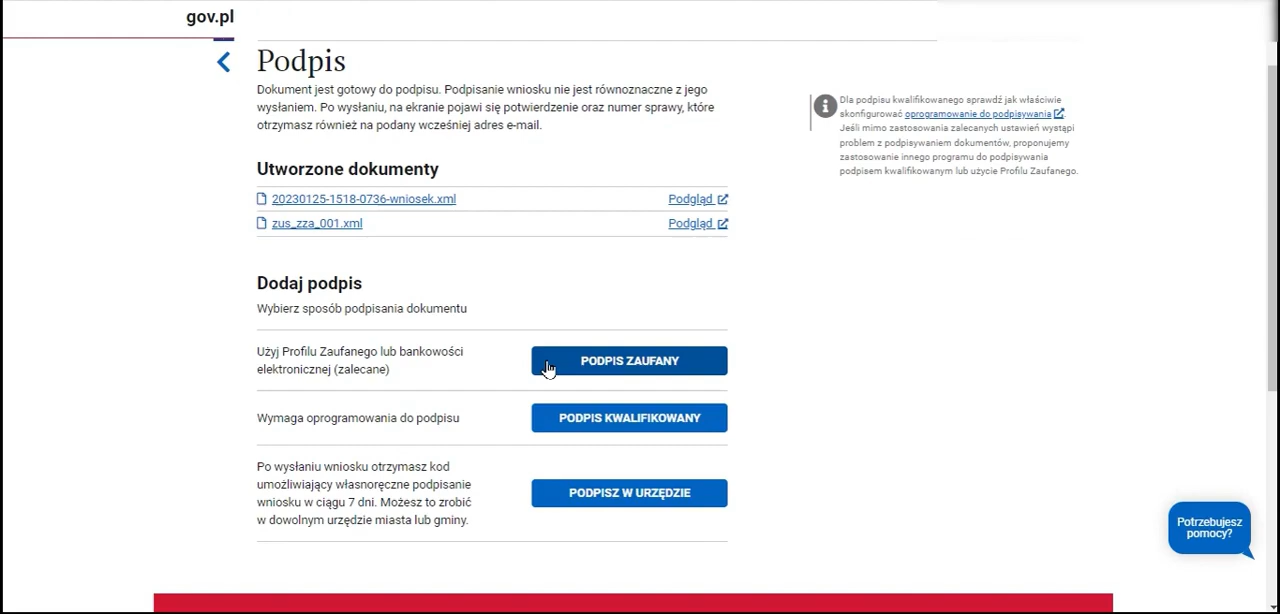 gov.pl
Podpis
Dokument jest gotowy do podpisu. Podpisanie wniosku nie jest równoznaczne z jego
wysłaniem. Po wysłaniu, na ekranie pojawi się potwierdzenie oraz numer sprawy, które
otrzymasz również na podany wcześniej adres e-mail.
Dla podpisu kwalifikowanego sprawdź jak właściwie
skonfigurować oprogramowanie do podpisywania.
Jeśli mimo zastosowania zalecanych ustawień wystąpi
problem z podpisywaniem dokumentów, proponujemy
zastosowanie innego programu do podpisywania
podpisem kwalifikowanym lub użycie Profilu Zaufanego.
Utworzone dokumenty
20230125-1518-0736-wniosek.xml Podgląd
zus_zza_001.xml Podgląd
Dodaj podpis
Wybierz sposób podpisania dokumentu
Użyj Profilu Zaufanego lub bankowości
elektronicznej (zalecane)
PODPIS ZAUFANY
Wymaga oprogramowania do podpisu
PODPIS KWALIFIKOWANY
Po wysłaniu wniosku otrzymasz kod
umożliwiający własnoręczne podpisanie
wniosku w ciągu 7 dni. Możesz to zrobić
w dowolnym urzędzie miasta lub gminy.
PODPISZ W URZĘDZIE
Potrzebujesz
pomocy?